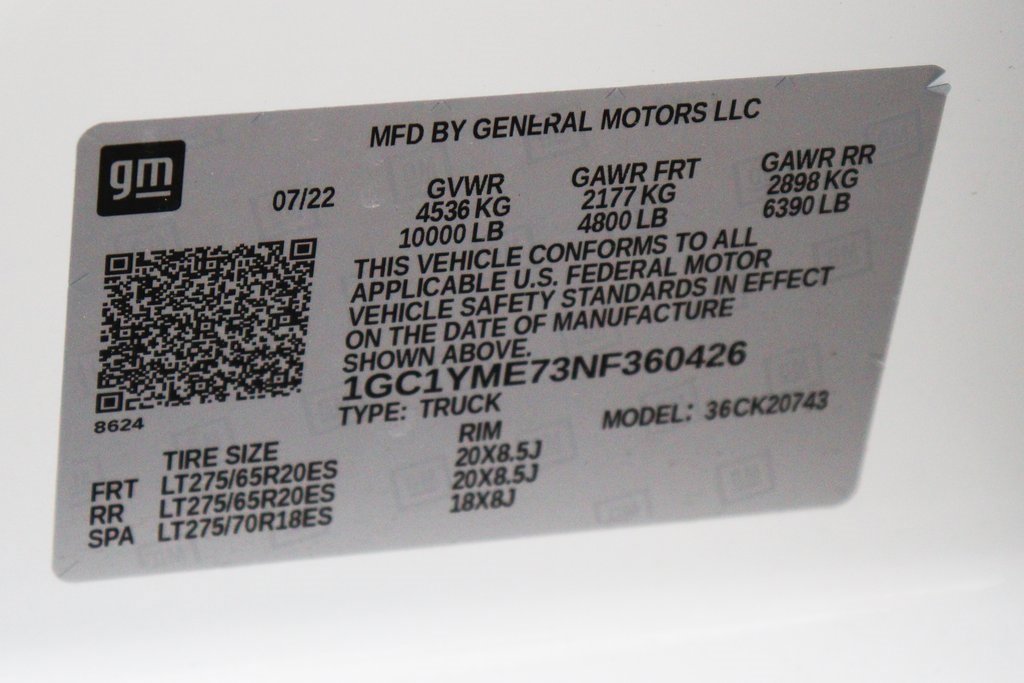 MFD BY GENERAL MOTORS LLC
gm
07/22
GVWR GAWR FRT GAWR RR
4536 KG 2177 KG 2898 KG
10000 LB 4800 LB 6390 LB
THIS VEHICLE CONFORMS TO ALL
APPLICABLE U.S. FEDERAL MOTOR
VEHICLE SAFETY STANDARDS IN EFFECT
ON THE DATE OF MANUFACTURE
SHOWN ABOVE.
1GC1YME73NF360426
8624
TYPE: TRUCK MODEL: 36CK20743
TIRE SIZE RIM
FRT LT275/65R20ES 20X8.5J
RR LT275/65R20ES 20X8.5J
SPA LT275/70R18ES 18X8J